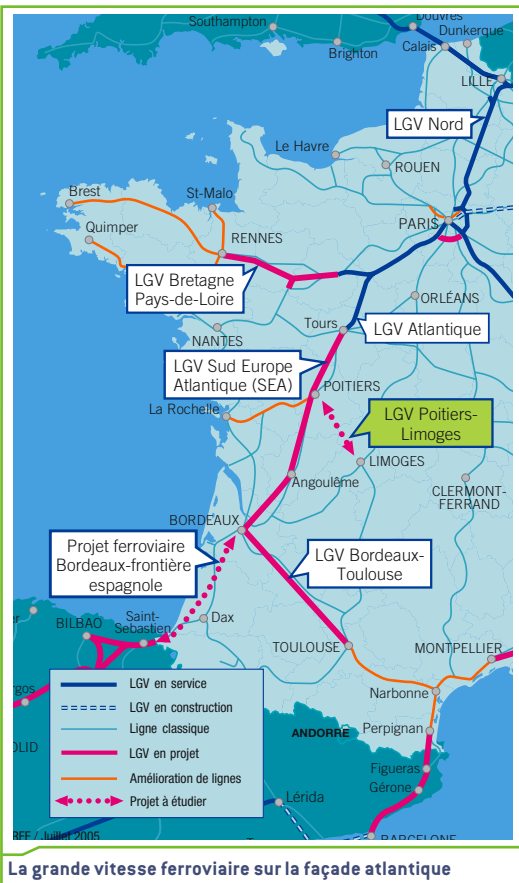 Southampton
Brighton
Douvres
Dunkerque
Calais
LILLE
LGV Nord
Le Havre
ROUEN
Brest
St-Malo
PARIS
Quimper
RENNES
LGV Bretagne
Pays-de-Loire
ORLÉANS
Tours
LGV Atlantique
NANTES
LGV Sud Europe
Atlantique (SEA)
POITIERS
La Rochelle
LGV Poitiers-
Limoges
LIMOGES
Angoulême
CLERMONT-
FERRAND
BORDEAUX
Projet ferroviaire
Bordeaux-frontière
espagnole
LGV Bordeaux-
Toulouse
BILBAO
Saint-
Sebastien
Dax
TOULOUSE
MONTPELLIER
Narbonne
LGV en service
LGV en construction
Ligne classique
LGV en projet
Amélioration de lignes
Projet à étudier
ANDORRE
Perpignan
Figueras
Gérone
Lérida
RFF / Juillet 2005
BARCELONE
La grande vitesse ferroviaire sur la façade atlantique